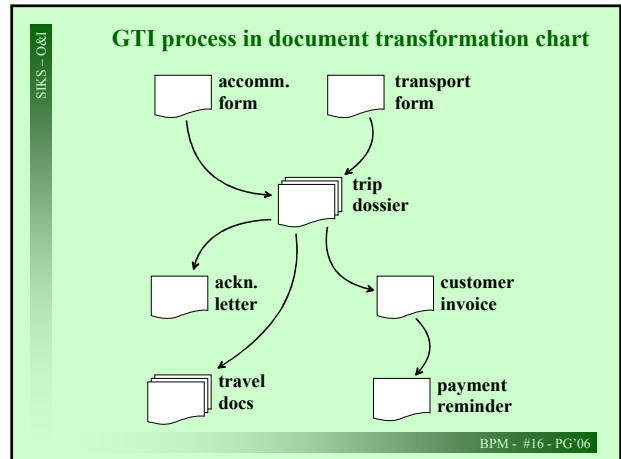 SIKS – O&I
GTI process in document transformation chart
accomm.
form
transport
form
trip
dossier
ackn.
letter
customer
invoice
travel
docs
payment
reminder
BPM - #16 - PG'06